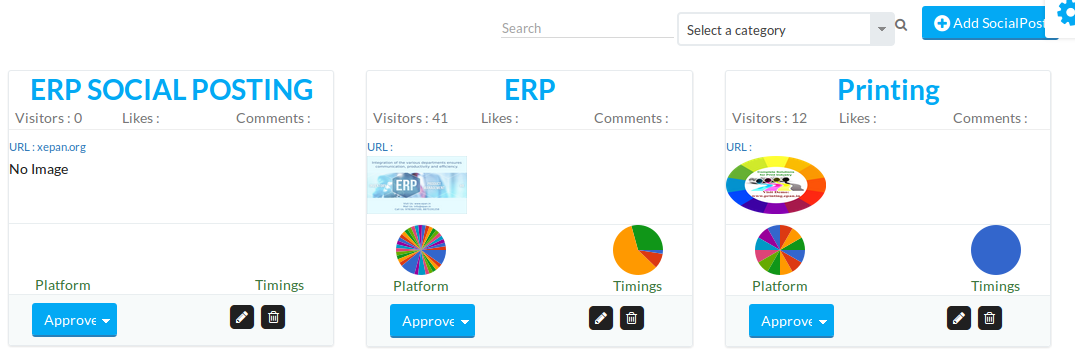 Search
Select a category
Add SocialPost
ERP SOCIAL POSTING
Visitors : 0 Likes : Comments :
URL : xepan.org
No Image
Platform Timings
Approve
ERP
Visitors : 41 Likes : Comments :
URL :
Integration of the various departments ensures
communication, productivity and efficiency.
ERP
Platform Timings
Approve
Printing
Visitors : 12 Likes : Comments :
URL :
Platform Timings
Approve